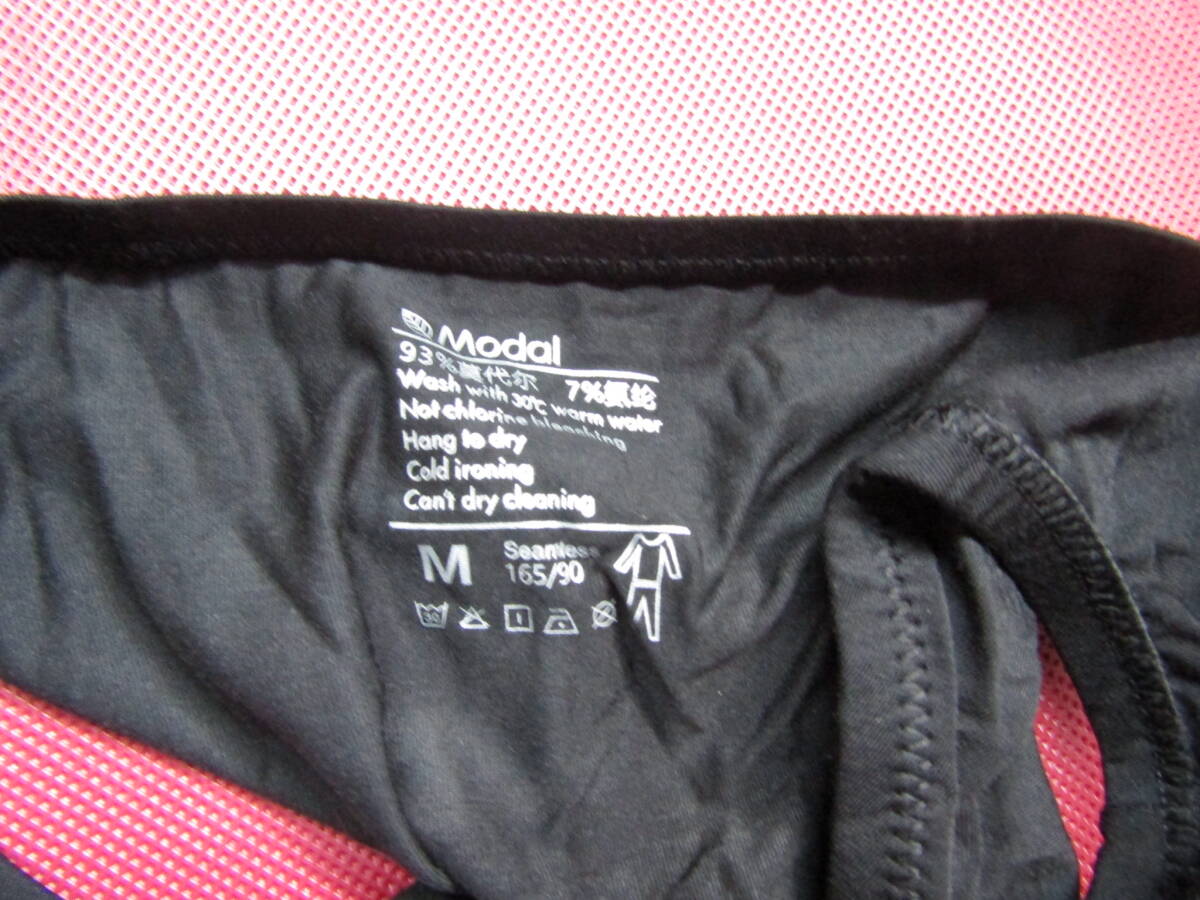 Modal
93%莫代尔 7%氨纶
Wash with 30℃ warm water
Not chlorine bleaching
Hang to dry
Cold ironing
Can't dry cleaning
M Seamless
165/90
30